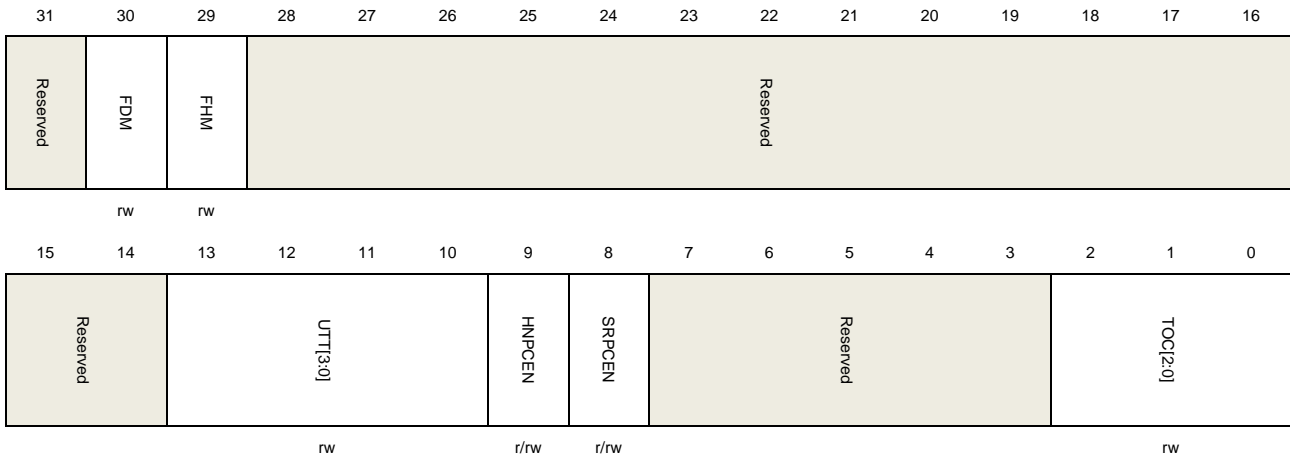 31 30 29 28 27 26 25 24 23 22 21 20 19 18 17 16
Reserved FDM FHM Reserved
rw rw
15 14 13 12 11 10 9 8 7 6 5 4 3 2 1 0
Reserved UTT[3:0] HNPCEN SRPCEN Reserved TOC[2:0]
rw r/rw r/rw rw